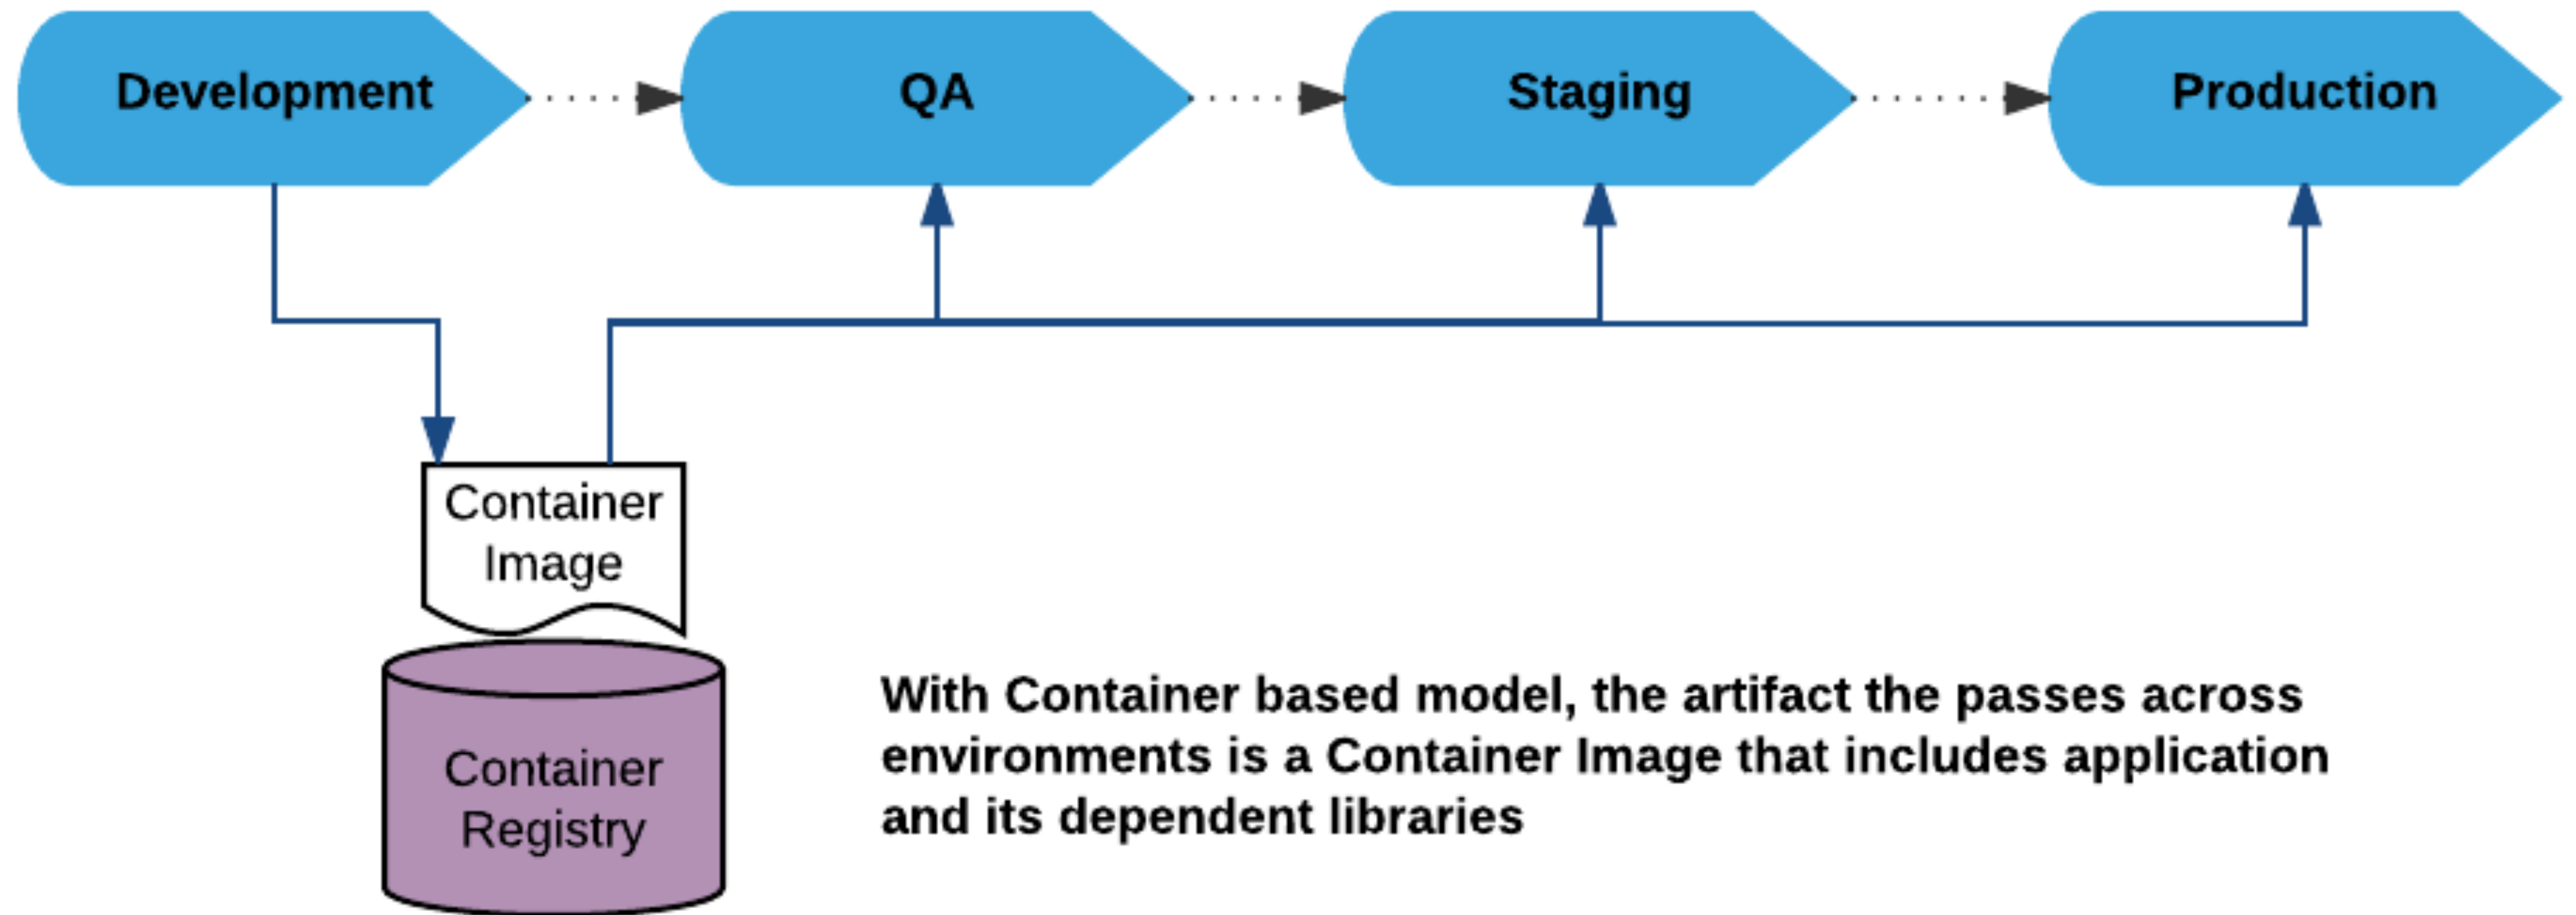 Development
QA
Staging
Production
Container
Image
Container
Registry
With Container based model, the artifact the passes across
environments is a Container Image that includes application
and its dependent libraries